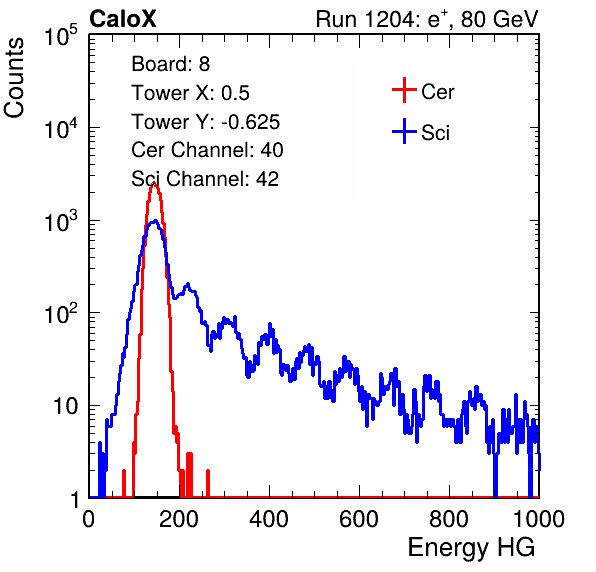 CaloX Run 1204: e⁺, 80 GeV
Counts
Board: 8
Tower X: 0.5
Tower Y: -0.625
Cer Channel: 40
Sci Channel: 42
Cer
Sci
10⁵
10⁴
10³
10²
10
1
0 200 400 600 800 1000
Energy HG